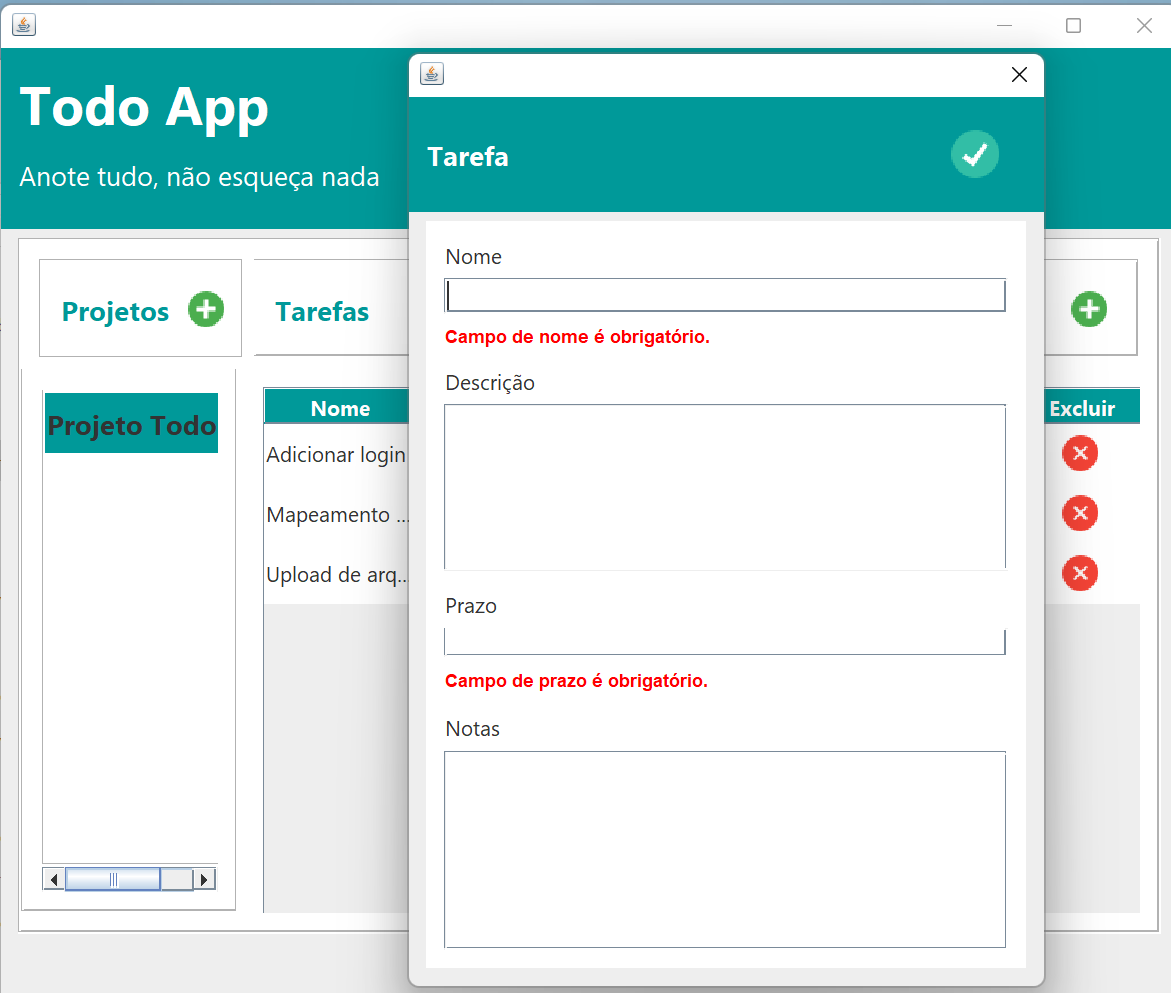 Todo App
Anote tudo, não esqueça nada
Projetos
Tarefas
Projeto Todo
Nome
Excluir
Adicionar login
Mapeamento ...
Upload de arq...
Tarefa
Nome
Campo de nome é obrigatório.
Descrição
Prazo
Campo de prazo é obrigatório.
Notas